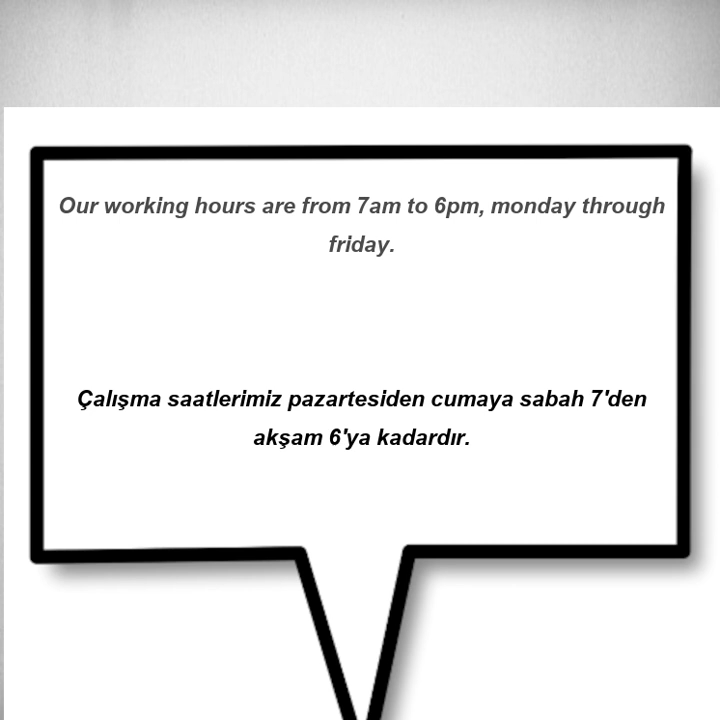 Our working hours are from 7am to 6pm, monday through
friday.
Çalışma saatlerimiz pazartesiden cumaya sabah 7'den
akşam 6'ya kadardır.